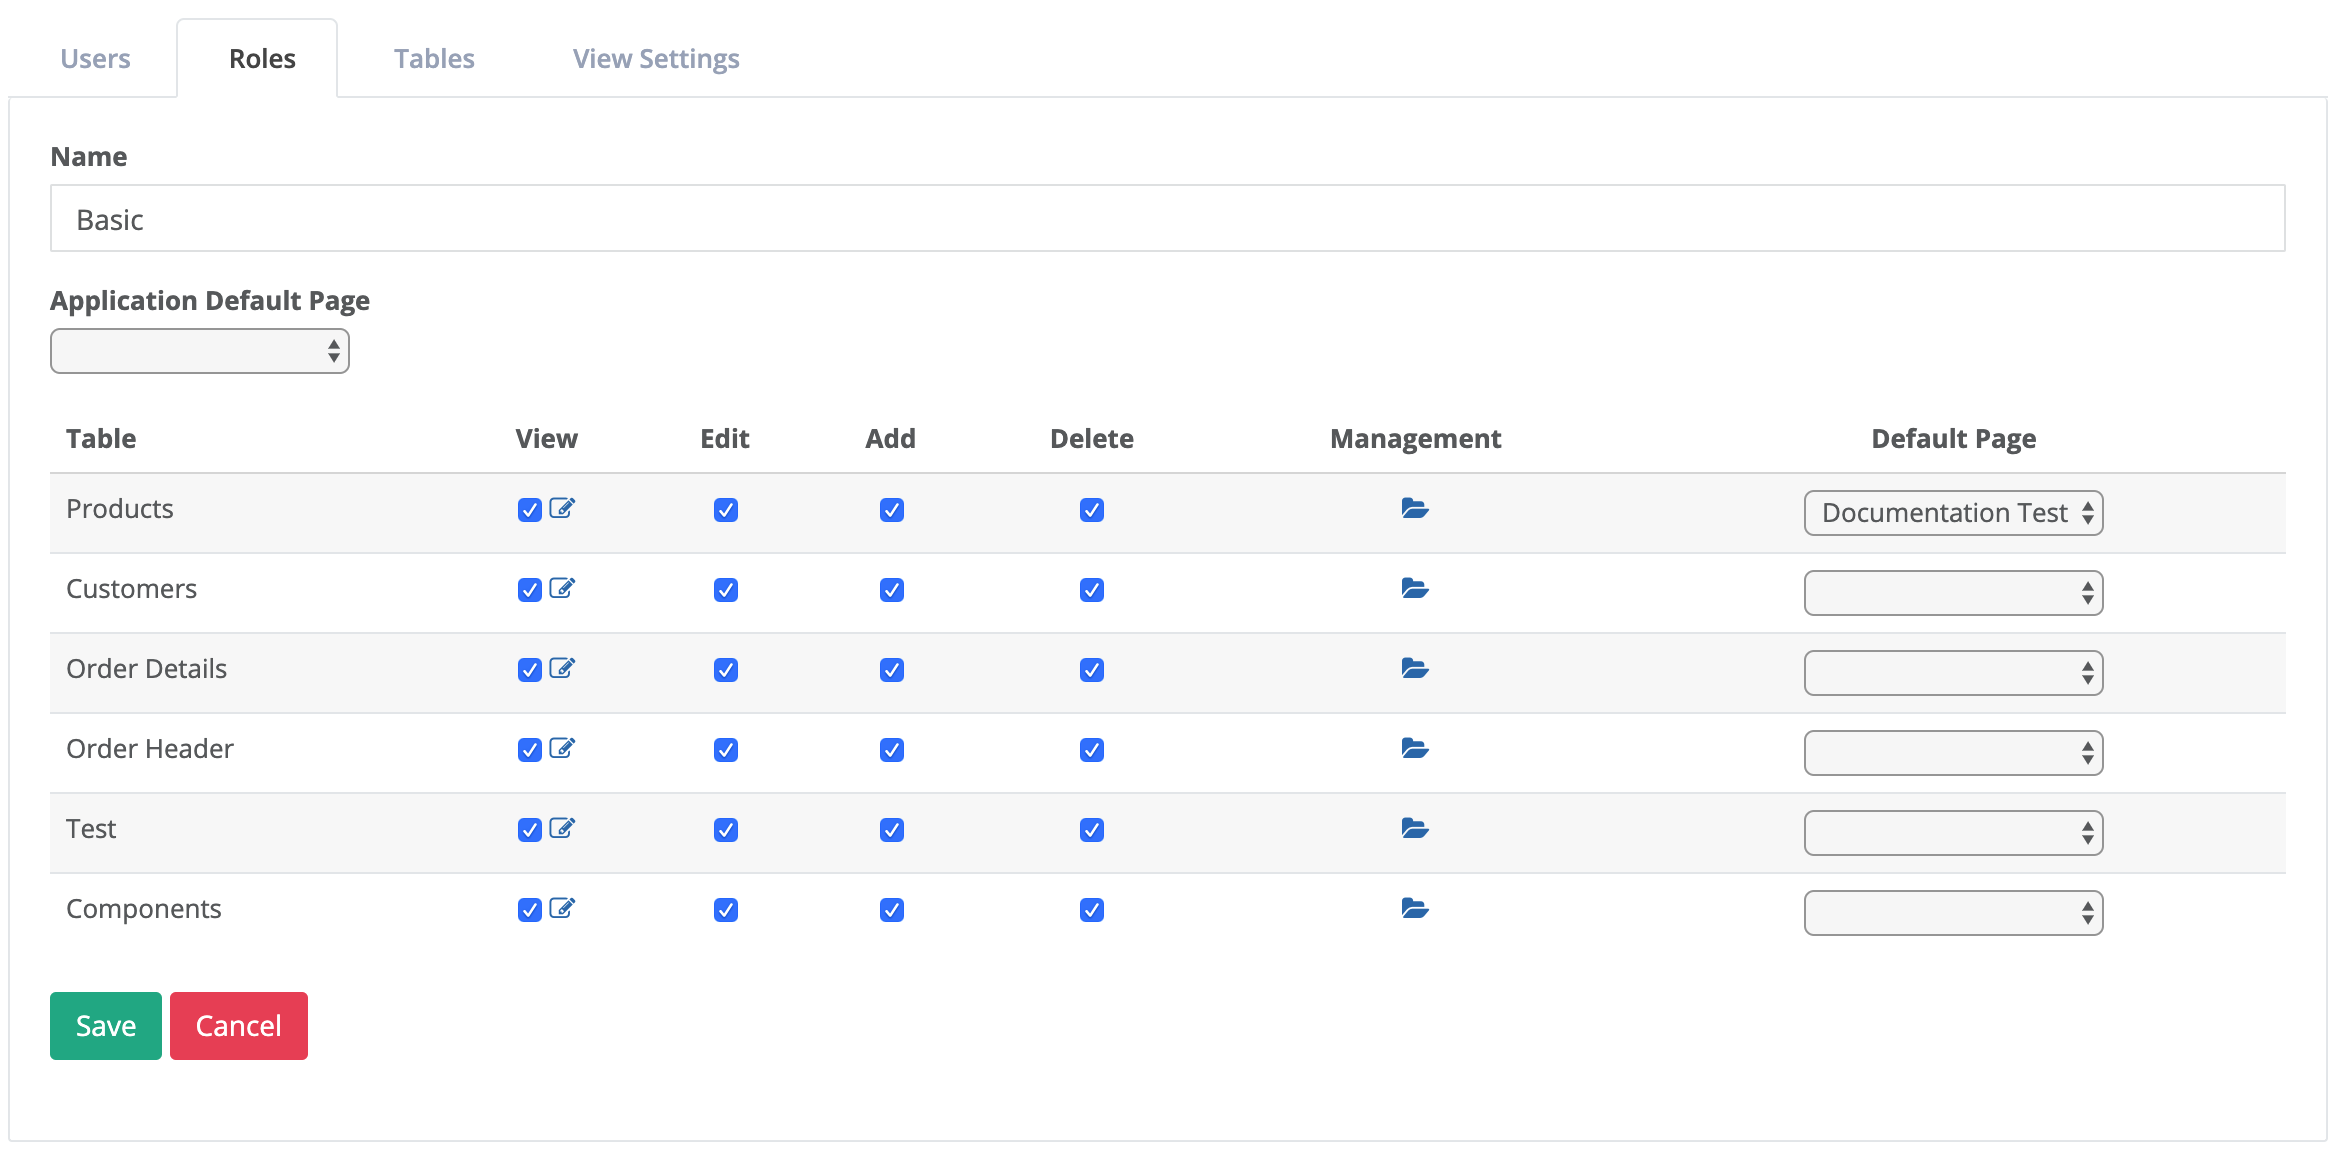 Users Roles Tables View Settings
Name
Basic
Application Default Page
Table View Edit Add Delete Management Default Page
Products Documentation Test
Customers
Order Details
Order Header
Test
Components
Save Cancel